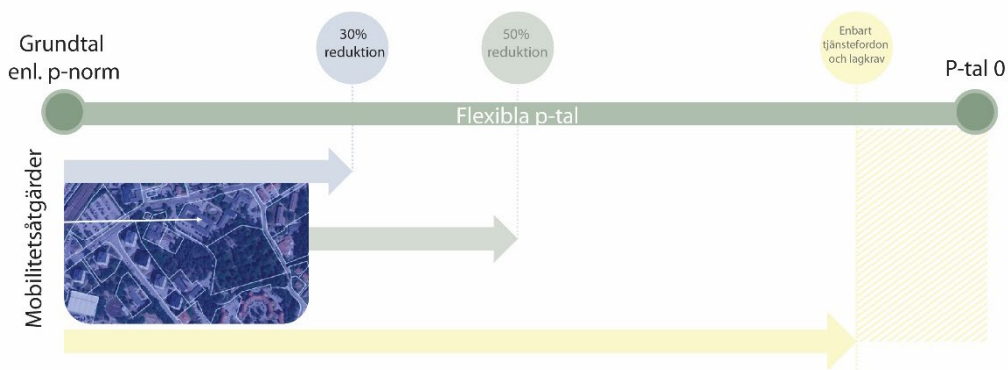 Grundtal
enl. p-norm
30%
reduktion
50%
reduktion
Enbart
tjänstefordon
och lagkrav
P-tal 0
Flexibla p-tal
Mobilitetsåtgärder